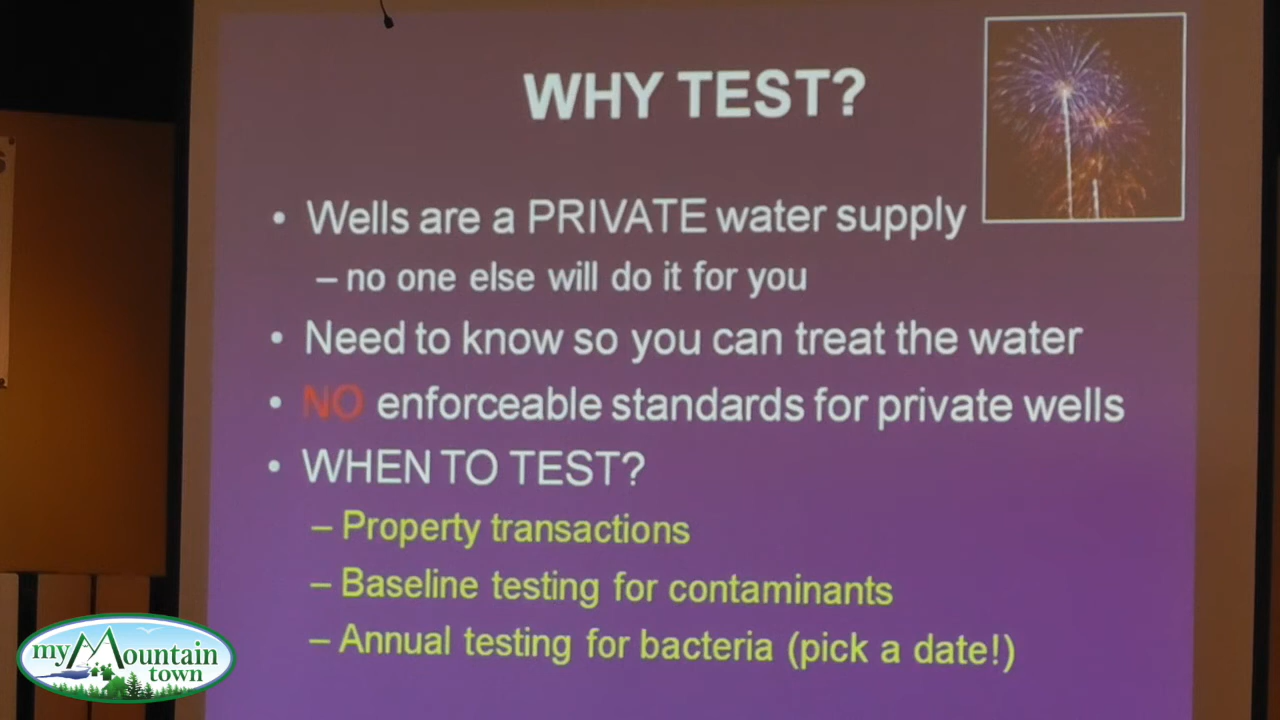 WHY TEST?
• Wells are a PRIVATE water supply
– no one else will do it for you
• Need to know so you can treat the water
• NO enforceable standards for private wells
• WHEN TO TEST?
– Property transactions
– Baseline testing for contaminants
– Annual testing for bacteria (pick a date!)
my Mountain
town